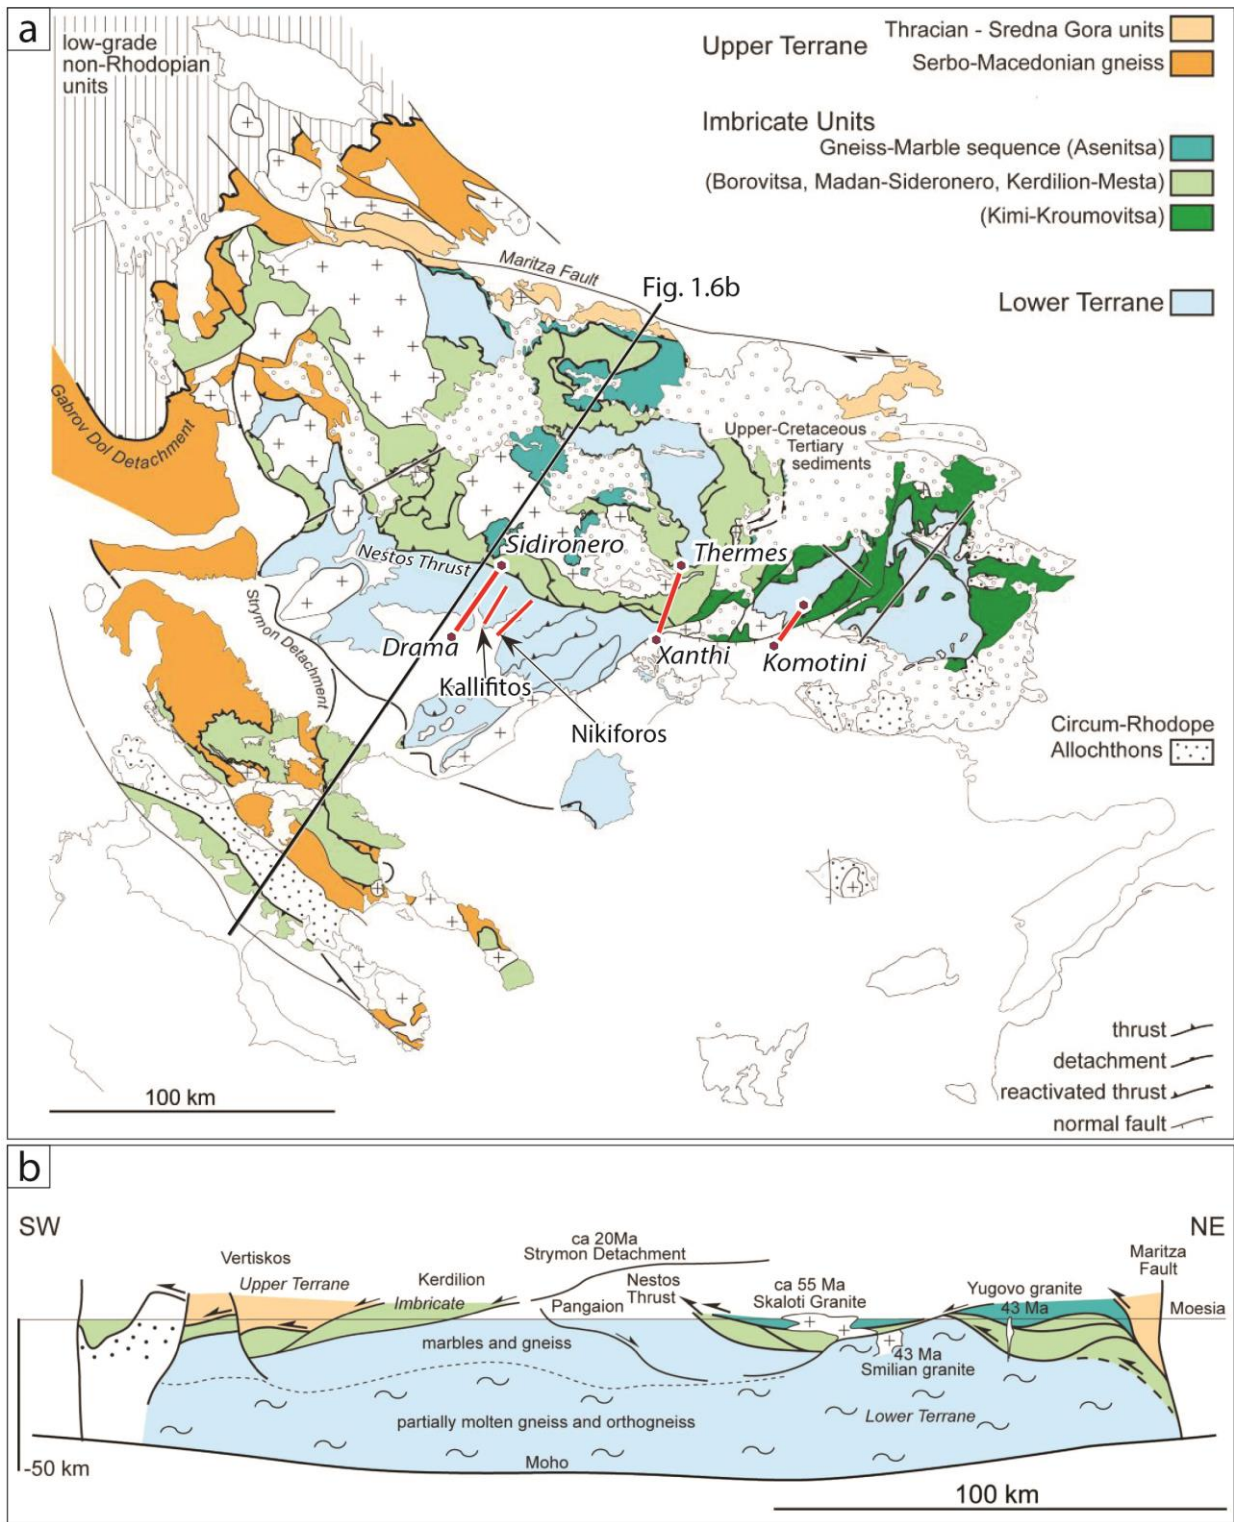 a
low-grade
non-Rhodopian
units
Upper Terrane
Thracian - Sredna Gora units
Serbo-Macedonian gneiss
Imbricate Units
Gneiss-Marble sequence (Asenitsa)
(Borovitsa, Madan-Sideronero, Kerdilion-Mesta)
(Kimi-Kroumovitsa)
Lower Terrane
Maritza Fault
Fig. 1.6b
Gabrov Dol Detachment
Upper-Cretaceous
Tertiary
sediments
Nestos Thrust
Sidironero
Thermes
Strymon Detachment
Drama
Xanthi
Komotini
Kallifitos
Nikiforos
Circum-Rhodope
Allochthons
thrust
detachment
reactivated thrust
normal fault
100 km
b
SW
NE
ca 20Ma
Strymon Detachment
Maritza
Fault
Vertiskos
Upper Terrane
Kerdilion
Imbricate
Nestos
Thrust
Pangaion
ca 55 Ma
Skaloti Granite
Yugovo granite
43 Ma
Moesia
marbles and gneiss
43 Ma
Smilian granite
partially molten gneiss and orthogneiss
Lower Terrane
Moho
-50 km
100 km